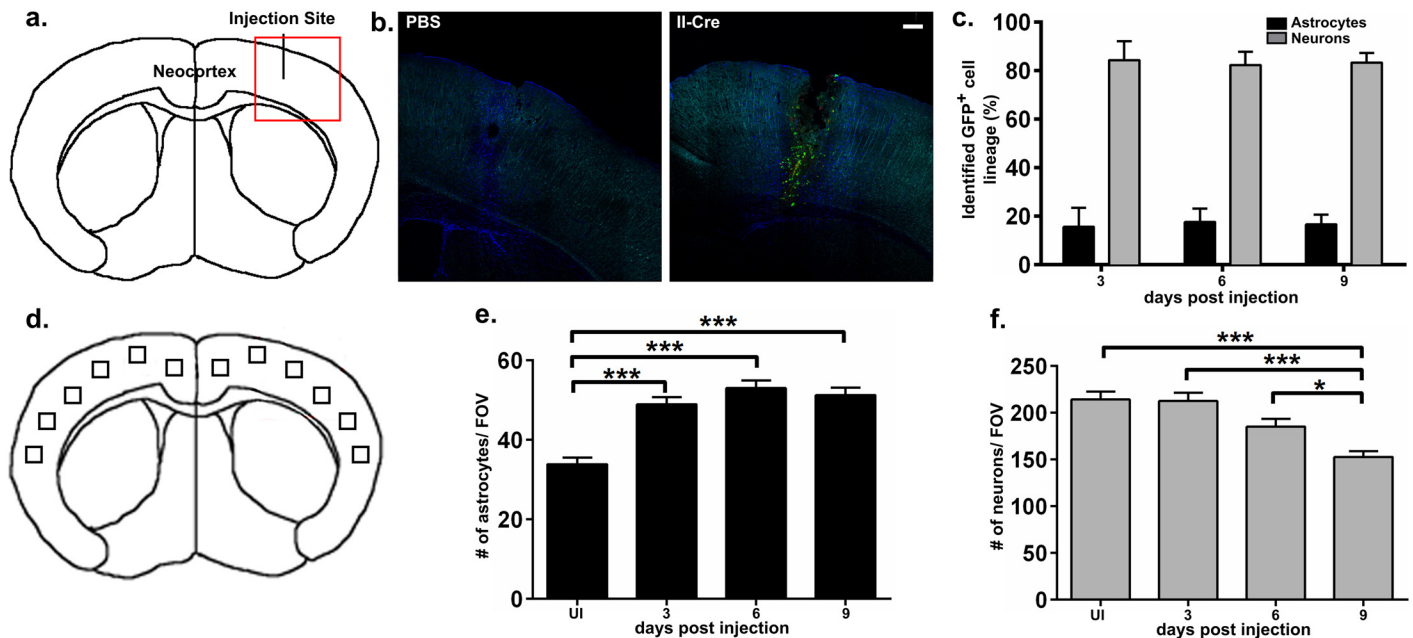 a.
Injection Site
Neocortex
b.
PBS
II-Cre
c.
Identified GFP+ cell
lineage (%)
100
80
60
40
20
0
Astrocytes
Neurons
3
6
9
days post injection
d.
e.
# of astrocytes/ FOV
60
40
20
0
***
***
***
UI
3
6
9
days post injection
f.
# of neurons/ FOV
250
200
150
100
50
0
***
***
*
UI
3
6
9
days post injection